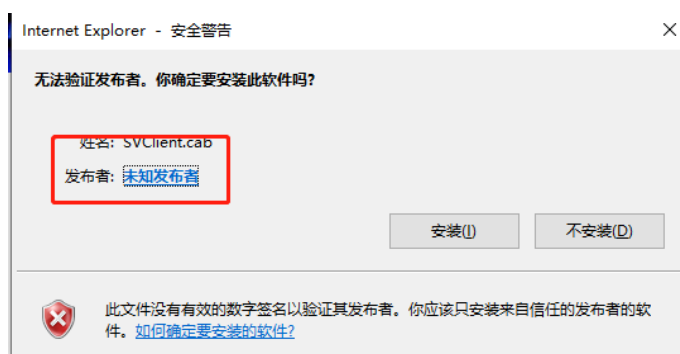 Internet Explorer - 安全警告
无法验证发布者。你确定要安装此软件吗?
姓名: SVClient.cab
发布者: 未知发布者
安装(I) 不安装(D)
此文件没有有效的数字签名以验证其发布者。你应该只安装来自信任的发布者的软
件。如何确定要安装的软件?